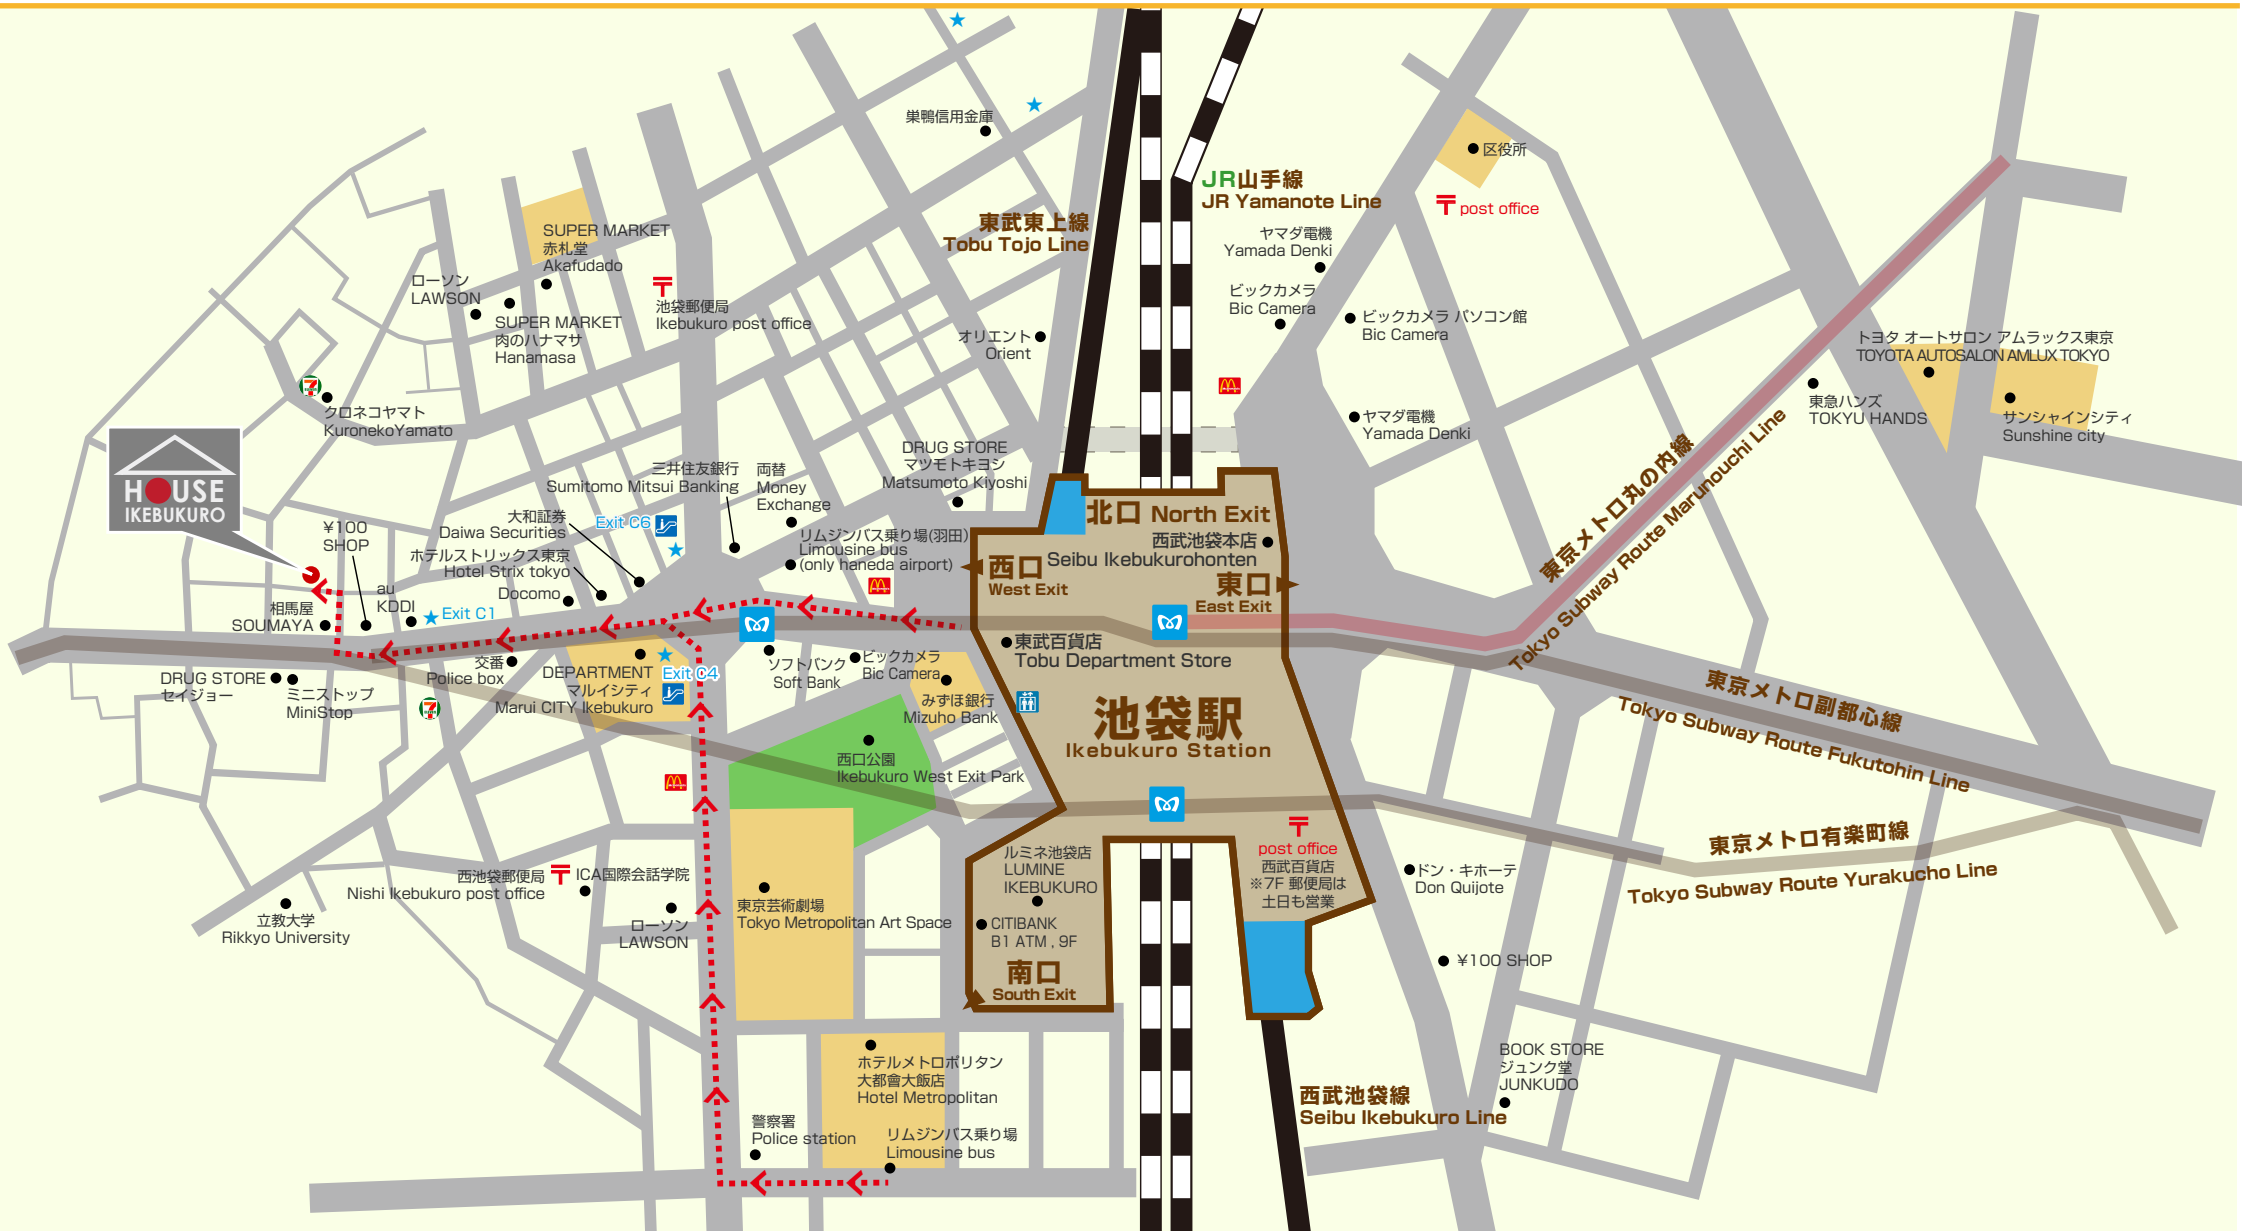 巣鴨信用金庫
区役所
post office
JR山手線
JR Yamanote Line
東武東上線
Tobu Tojo Line
ヤマダ電機
Yamada Denki
ビックカメラ
Bic Camera
ビックカメラ パソコン館
Bic Camera
ヤマダ電機
Yamada Denki
SUPER MARKET
赤札堂
Akafudado
ローソン
LAWSON
SUPER MARKET
肉のハナマサ
Hanamasa
池袋郵便局
Ikebukuro post office
オリエント
Orient
トヨタ オートサロン アムラックス東京
TOYOTA AUTOSALON AMLUX TOKYO
東急ハンズ
TOKYU HANDS
サンシャインシティ
Sunshine city
7
クロネコヤマト
KuronekoYamato
HOUSE
IKEBUKURO
DRUG STORE
マツモトキヨシ
Matsumoto Kiyoshi
三井住友銀行
Sumitomo Mitsui Banking
両替
Money
Exchange
大和証券
Daiwa Securities
Exit C6
ホテルストリックス東京
Hotel Strix tokyo
Docomo
リムジンバス乗り場(羽田)
Limousine bus
(only haneda airport)
¥100
SHOP
au
KDDI
Exit C1
相馬屋
SOUMAYA
北口 North Exit
西武池袋本店
Seibu Ikebukurohonten
西口
West Exit
東口
East Exit
東京メトロ丸の内線
Tokyo Subway Route Marunouchi Line
東武百貨店
Tobu Department Store
池袋駅
Ikebukuro Station
DRUG STORE
セイジョー
ミニストップ
MiniStop
交番
Police box
7
DEPARTMENT
マルイシティ
Marui CITY Ikebukuro
Exit C4
ソフトバンク
Soft Bank
ビックカメラ
Bic Camera
みずほ銀行
Mizuho Bank
西口公園
Ikebukuro West Exit Park
東京メトロ副都心線
Tokyo Subway Route Fukutohin Line
東京メトロ有楽町線
Tokyo Subway Route Yurakucho Line
post office
西武百貨店
※7F 郵便局は
土日も営業
ルミネ池袋店
LUMINE
IKEBUKURO
CITIBANK
B1 ATM , 9F
南口
South Exit
ドン・キホーテ
Don Quijote
¥100 SHOP
西池袋郵便局
Nishi Ikebukuro post office
ICA国際会話学院
ローソン
LAWSON
立教大学
Rikkyo University
東京芸術劇場
Tokyo Metropolitan Art Space
ホテルメトロポリタン
大都會大飯店
Hotel Metropolitan
警察署
Police station
リムジンバス乗り場
Limousine bus
BOOK STORE
ジュンク堂
JUNKUDO
西武池袋線
Seibu Ikebukuro Line